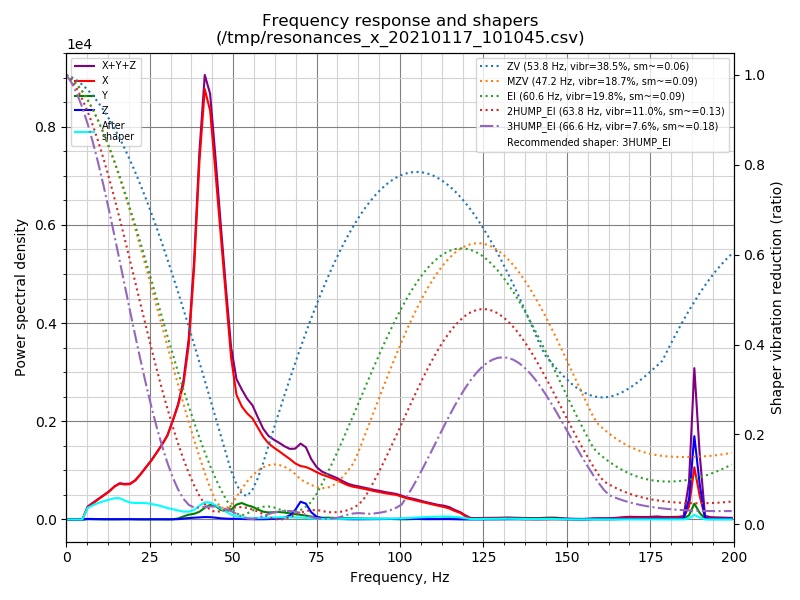 Frequency response and shapers
(/tmp/resonances_x_20210117_101045.csv)
1e4
X+Y+Z
X
Y
Z
After
shaper
ZV (53.8 Hz, vibr=38.5%, sm~=0.06)
MZV (47.2 Hz, vibr=18.7%, sm~=0.09)
EI (60.6 Hz, vibr=19.8%, sm~=0.09)
2HUMP_EI (63.8 Hz, vibr=11.0%, sm~=0.13)
3HUMP_EI (66.6 Hz, vibr=7.6%, sm~=0.18)
Recommended shaper: 3HUMP_EI
Power spectral density
0.8
0.6
0.4
0.2
0.0
1.0
0.8
0.6
0.4
0.2
0.0
Shaper vibration reduction (ratio)
0 25 50 75 100 125 150 175 200
Frequency, Hz